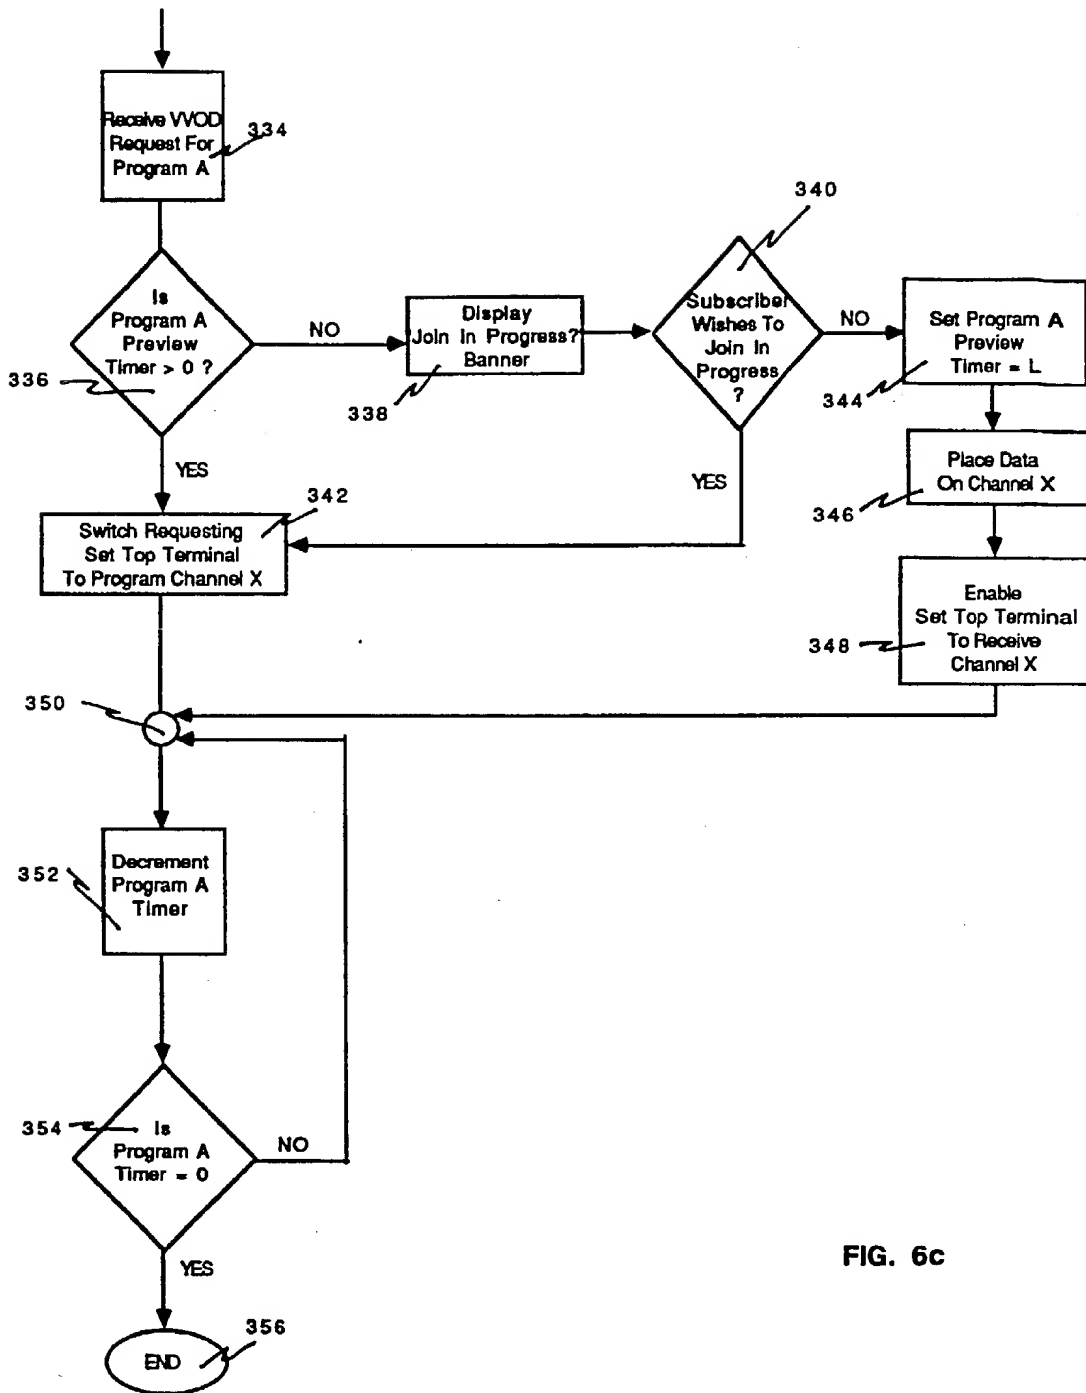 Receive VVOD
Request For
Program A
334
340
Is
Program A
Preview
Timer > 0 ?
336
NO
Display
Join In Progress?
Banner
338
Subscriber
Wishes To
Join In
Progress
?
NO
Set Program A
Preview
Timer = L
344
YES
YES
Place Data
On Channel X
346
342
Switch Requesting
Set Top Terminal
To Program Channel X
Enable
Set Top Terminal
To Receive
Channel X
348
350
Decrement
Program A
Timer
352
Is
Program A
Timer = 0
354
NO
YES
FIG. 6c
END
356